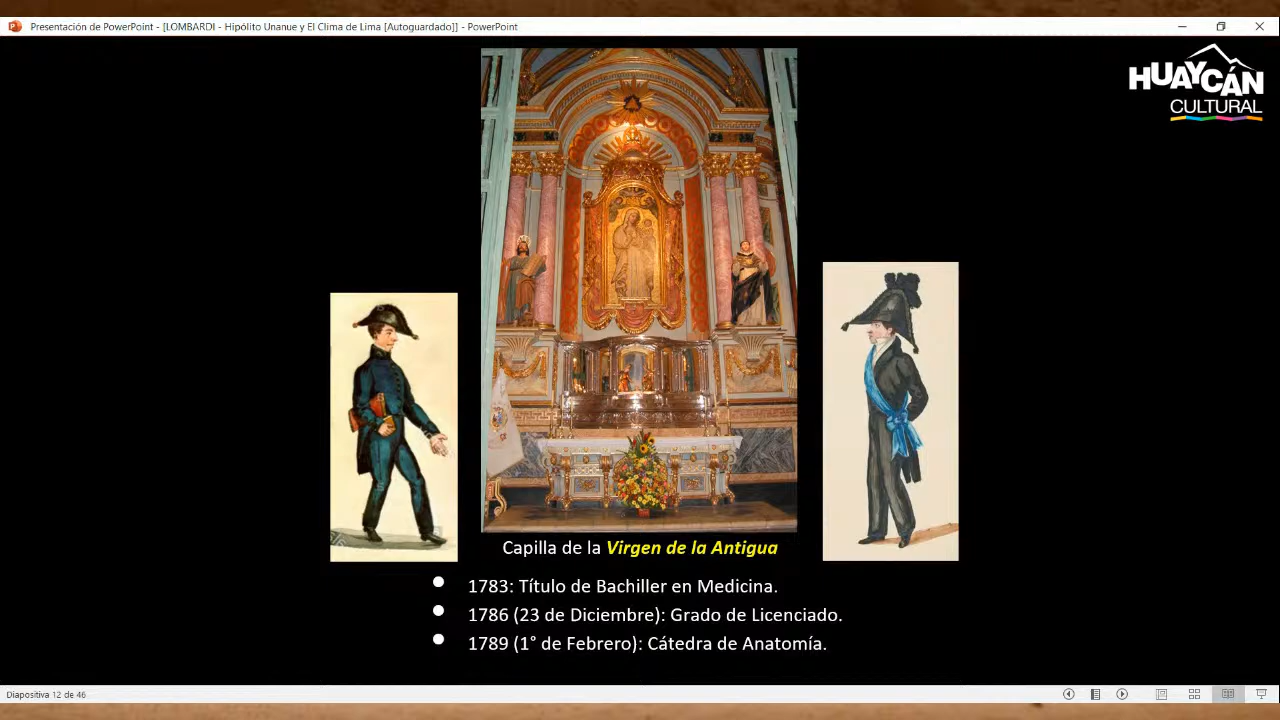 Presentación de PowerPoint - [LOMBARDI - Hipólito Unanue y El Clima de Lima [Autoguardado]] - PowerPoint
HUAYCÁN
CULTURAL
Capilla de la Virgen de la Antigua
• 1783: Título de Bachiller en Medicina.
• 1786 (23 de Diciembre): Grado de Licenciado.
• 1789 (1° de Febrero): Cátedra de Anatomía.
Diapositiva 12 de 46